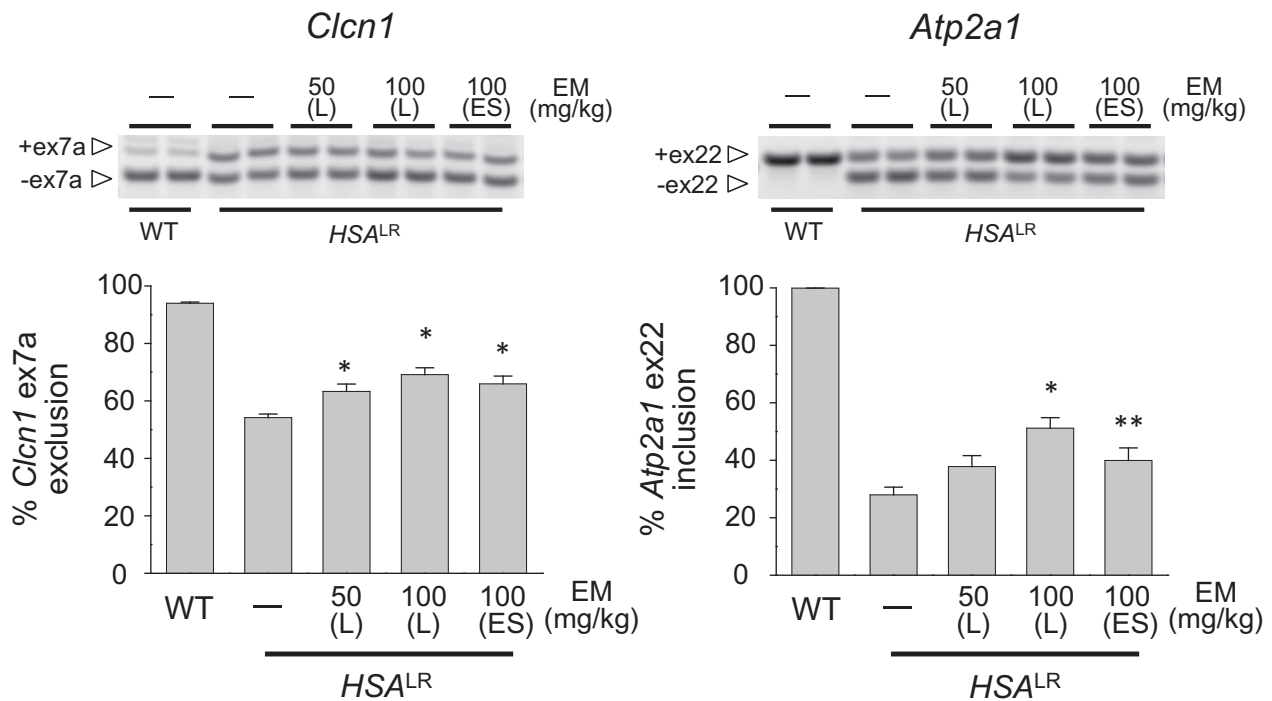 Clcn1
— — 50 100 100 EM
(L) (L) (ES) (mg/kg)
+ex7a
-ex7a
WT HSALR
100
80
60
40
20
0
% Clcn1 ex7a
exclusion
* * *
WT — 50 100 100 EM
(L) (L) (ES) (mg/kg)
HSALR
Atp2a1
— — 50 100 100 EM
(L) (L) (ES) (mg/kg)
+ex22
-ex22
WT HSALR
100
80
60
40
20
0
% Atp2a1 ex22
inclusion
* **
WT — 50 100 100 EM
(L) (L) (ES) (mg/kg)
HSALR